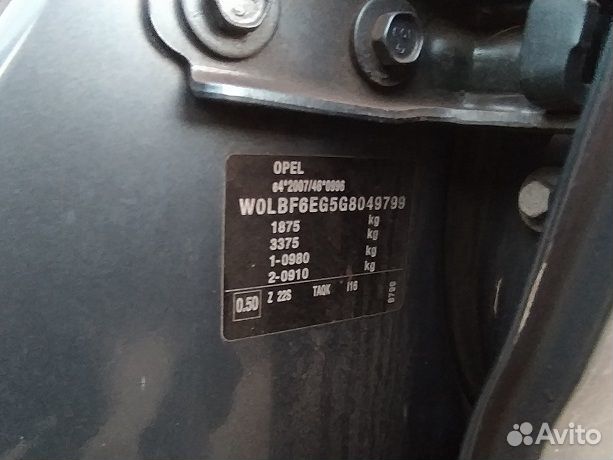 OPEL
e4*2007/46*0996
W0LBF6EG5G8049799
1875 kg
3375 kg
1-0980 kg
2-0910 kg
0.50 Z 22S TAQK I16
Avito